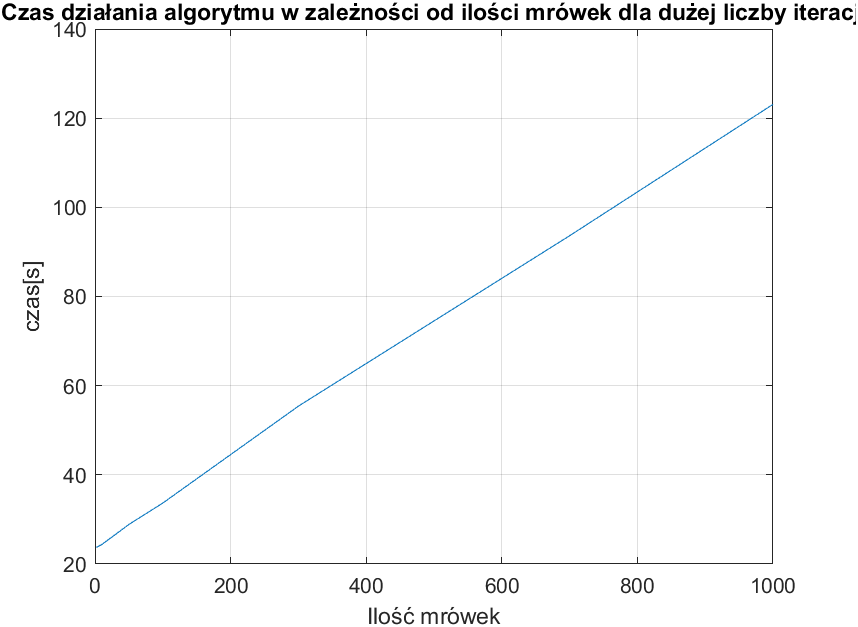 Czas działania algorytmu w zależności od ilości mrówek dla dużej liczby iteracj
140
120
100
80
60
40
20
czas[s]
0 200 400 600 800 1000
Ilość mrówek